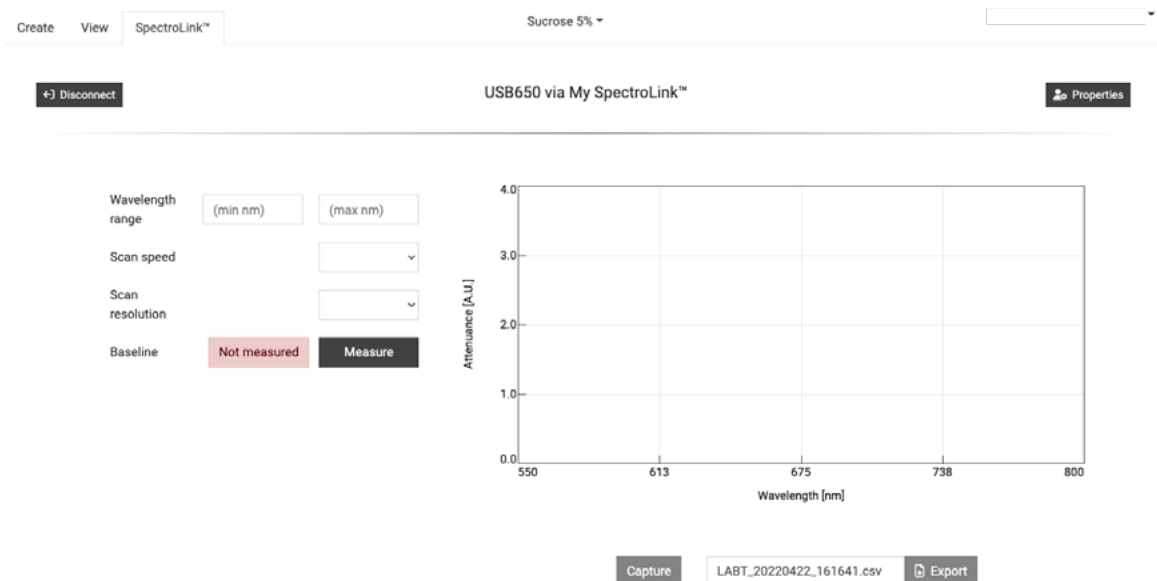 Create View SpectroLink™ Sucrose 5%
Disconnect USB650 via My SpectroLink™ Properties
Wavelength range (min nm) (max nm)
Scan speed
Scan resolution
Baseline Not measured Measure
4.0
3.0
2.0
1.0
0.0
Attenuance [A.U.]
550 613 675 738 800
Wavelength [nm]
Capture LABT_20220422_161641.csv Export